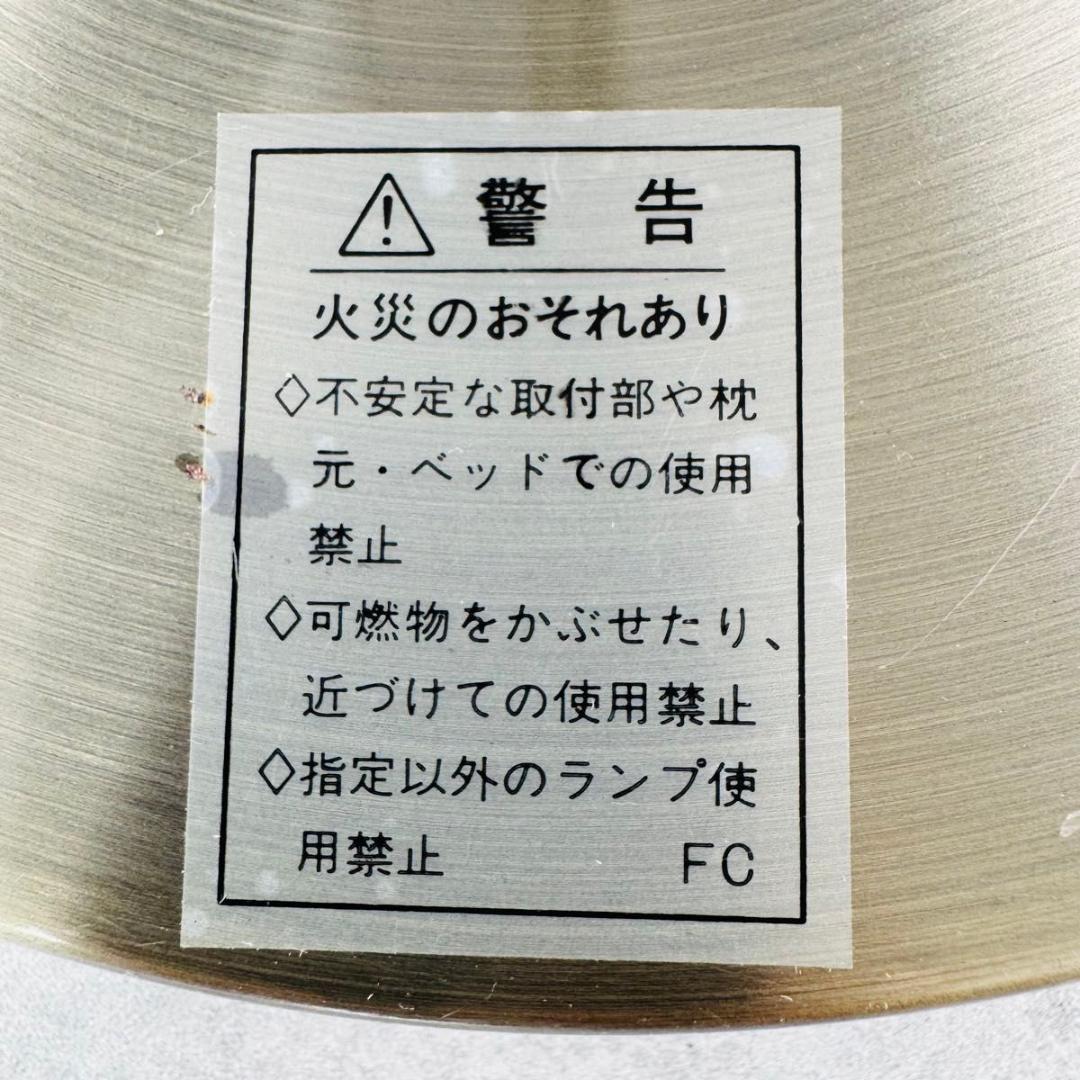 警告
火災のおそれあり
◇不安定な取付部や枕
元・ベッドでの使用
禁止
◇可燃物をかぶせたり、
近づけての使用禁止
◇指定以外のランプ使
用禁止 FC